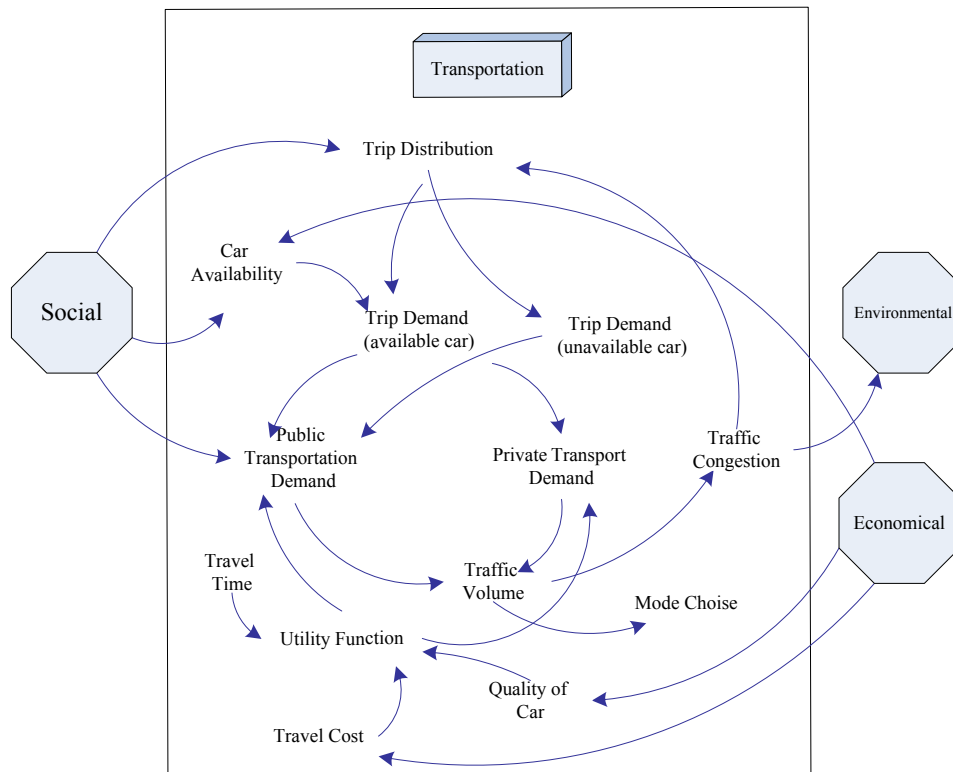 Transportation
Trip Distribution
Car
Availability
Social
Environmental
Trip Demand
(available car)
Trip Demand
(unavailable car)
Public
Transportation
Demand
Private Transport
Demand
Traffic
Congestion
Economical
Travel
Time
Traffic
Volume
Mode Choise
Utility Function
Quality of
Car
Travel Cost